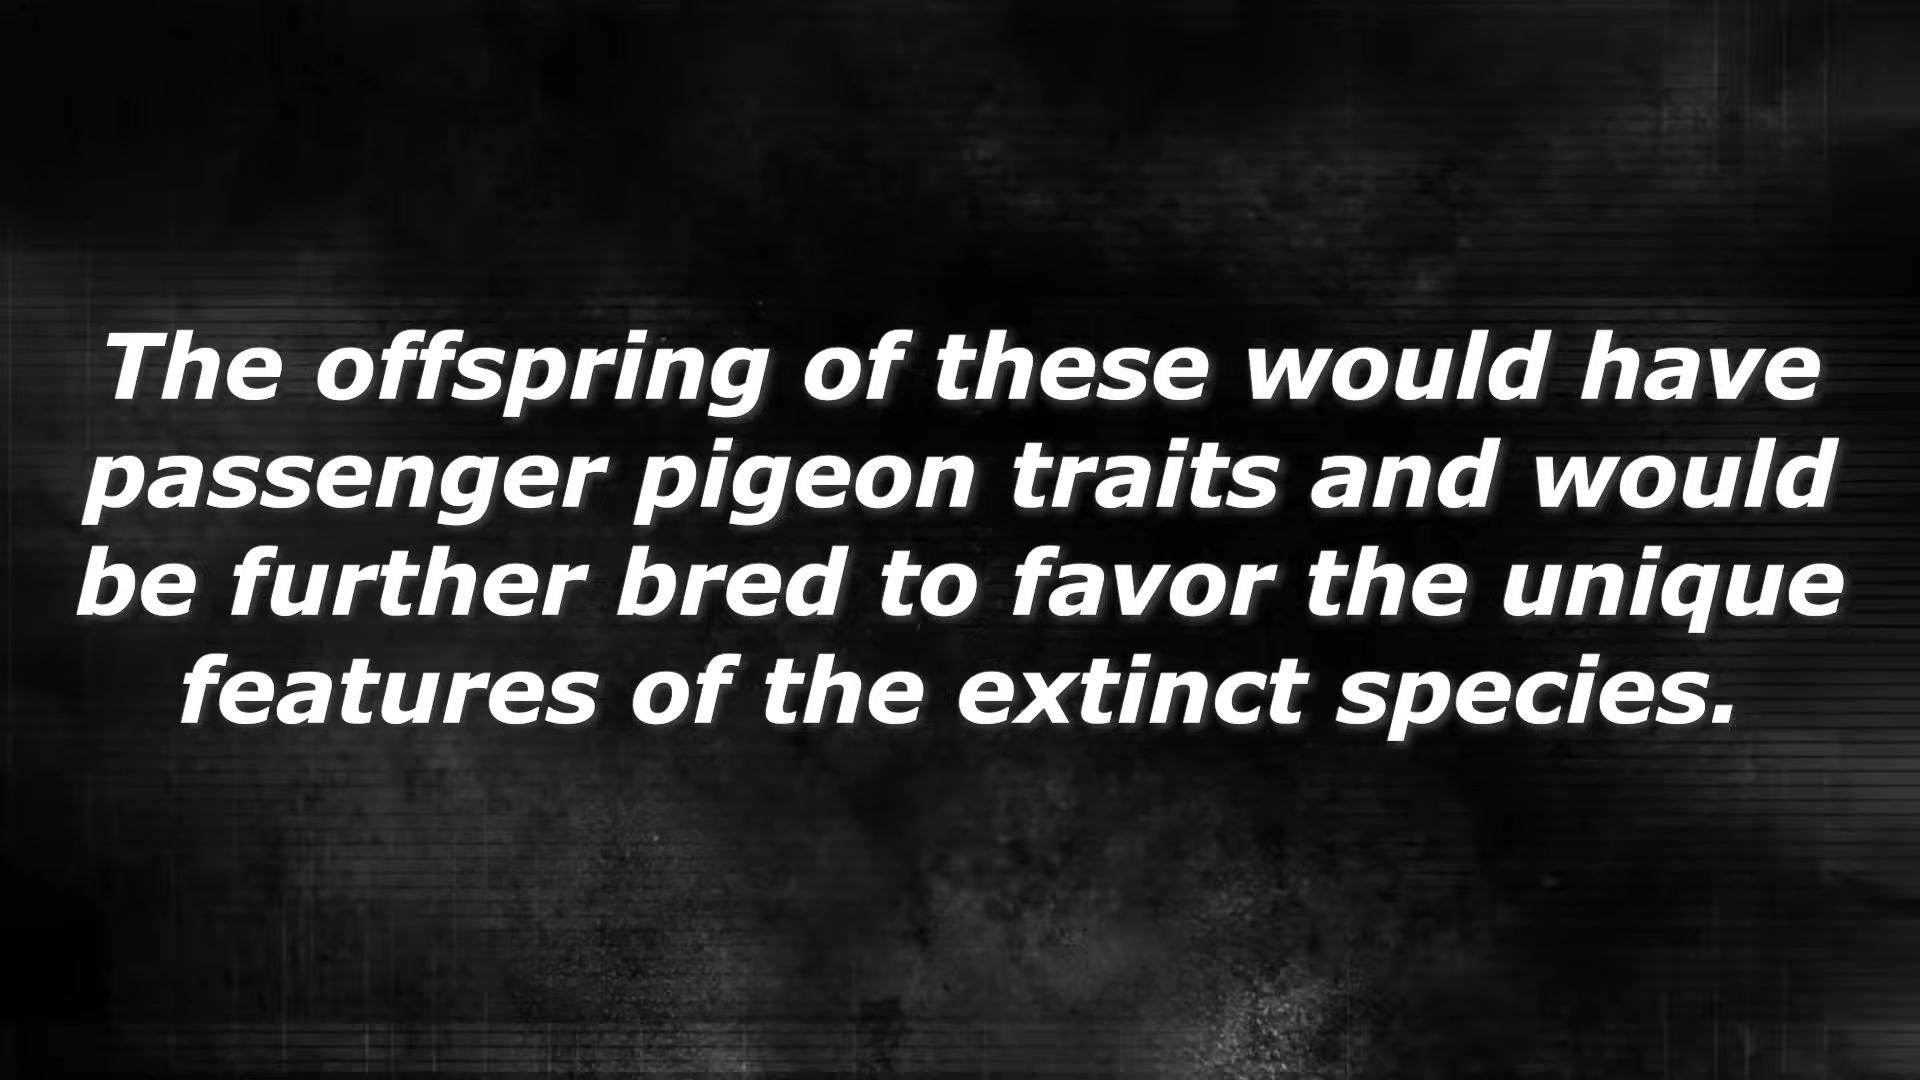 The offspring of these would have
passenger pigeon traits and would
be further bred to favor the unique
features of the extinct species.